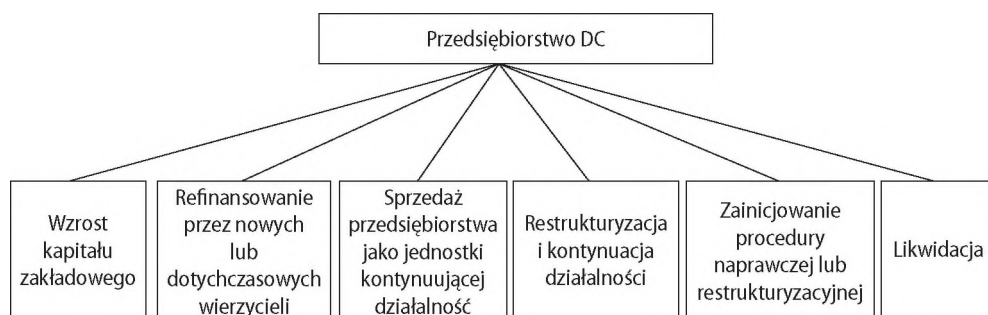 Przedsiębiorstwo DC
Wzrost
kapitału
zakładowego
Refinansowanie
przez nowych
lub
dotychczasowych
wierzycieli
Sprzedaż
przedsiębiorstwa
jako jednostki
kontynuującej
działalność
Restrukturyzacja
i kontynuacja
działalności
Zainicjowanie
procedury
naprawczej lub
restrukturyzacyjnej
Likwidacja